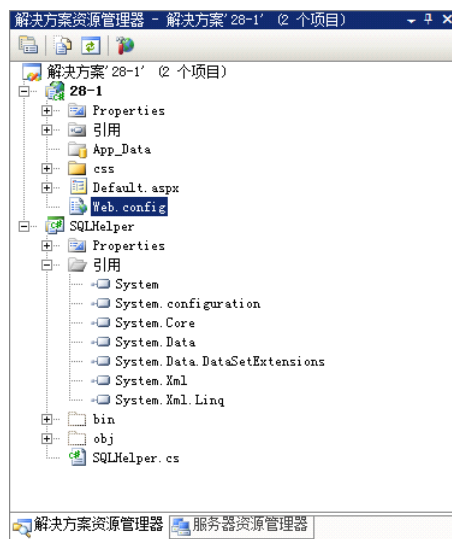 解决方案资源管理器 - 解决方案'28-1' (2 个项目)
解决方案'28-1' (2 个项目)
28-1
Properties
引用
App_Data
css
Default.aspx
Web.config
SQLHelper
Properties
引用
System
System.configuration
System.Core
System.Data
System.Data.DataSetExtensions
System.Xml
System.Xml.Linq
bin
obj
SQLHelper.cs
解决方案资源管理器 服务器资源管理器